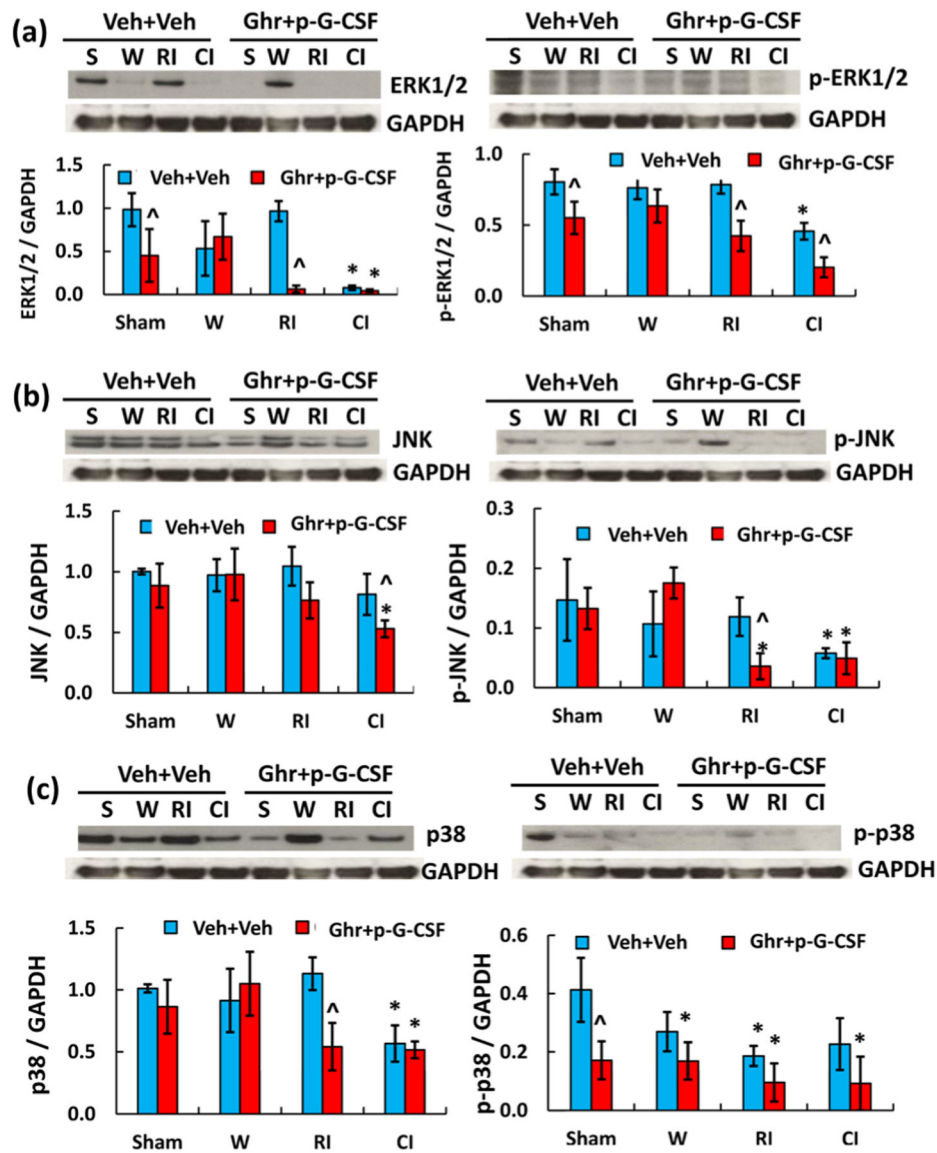 (a)
Veh+Veh Ghr+p-G-CSF
S W RI CI S W RI CI
ERK1/2
GAPDH
1.5
1.0
0.5
0.0
ERK1/2 / GAPDH
Veh+Veh Ghr+p-G-CSF
^ ^ * *
Sham W RI CI
Veh+Veh Ghr+p-G-CSF
S W RI CI S W RI CI
p-ERK1/2
GAPDH
1.0
0.5
0.0
p-ERK1/2 / GAPDH
Veh+Veh Ghr+p-G-CSF
^ ^ * ^
Sham W RI CI
(b)
Veh+Veh Ghr+p-G-CSF
S W RI CI S W RI CI
JNK
GAPDH
1.5
1.0
0.5
0.0
JNK / GAPDH
Veh+Veh Ghr+p-G-CSF
^
*
Sham W RI CI
Veh+Veh Ghr+p-G-CSF
S W RI CI S W RI CI
p-JNK
GAPDH
0.3
0.2
0.1
0.0
p-JNK / GAPDH
Veh+Veh Ghr+p-G-CSF
^
* * *
Sham W RI CI
(c)
Veh+Veh Ghr+p-G-CSF
S W RI CI S W RI CI
p38
GAPDH
1.5
1.0
0.5
0.0
p38 / GAPDH
Veh+Veh Ghr+p-G-CSF
^ * *
Sham W RI CI
Veh+Veh Ghr+p-G-CSF
S W RI CI S W RI CI
p-p38
GAPDH
0.6
0.4
0.2
0.0
p-p38 / GAPDH
Veh+Veh Ghr+p-G-CSF
^ * * * *
Sham W RI CI